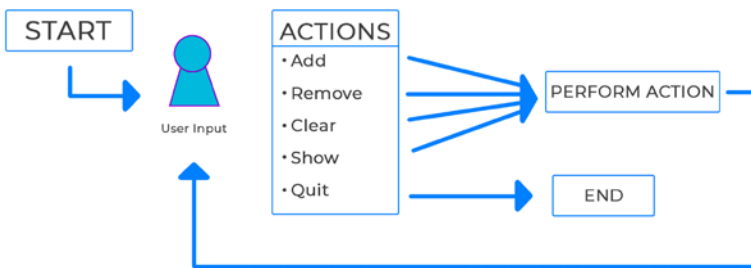 START
User Input
ACTIONS
• Add
• Remove
• Clear
• Show
• Quit
PERFORM ACTION
END